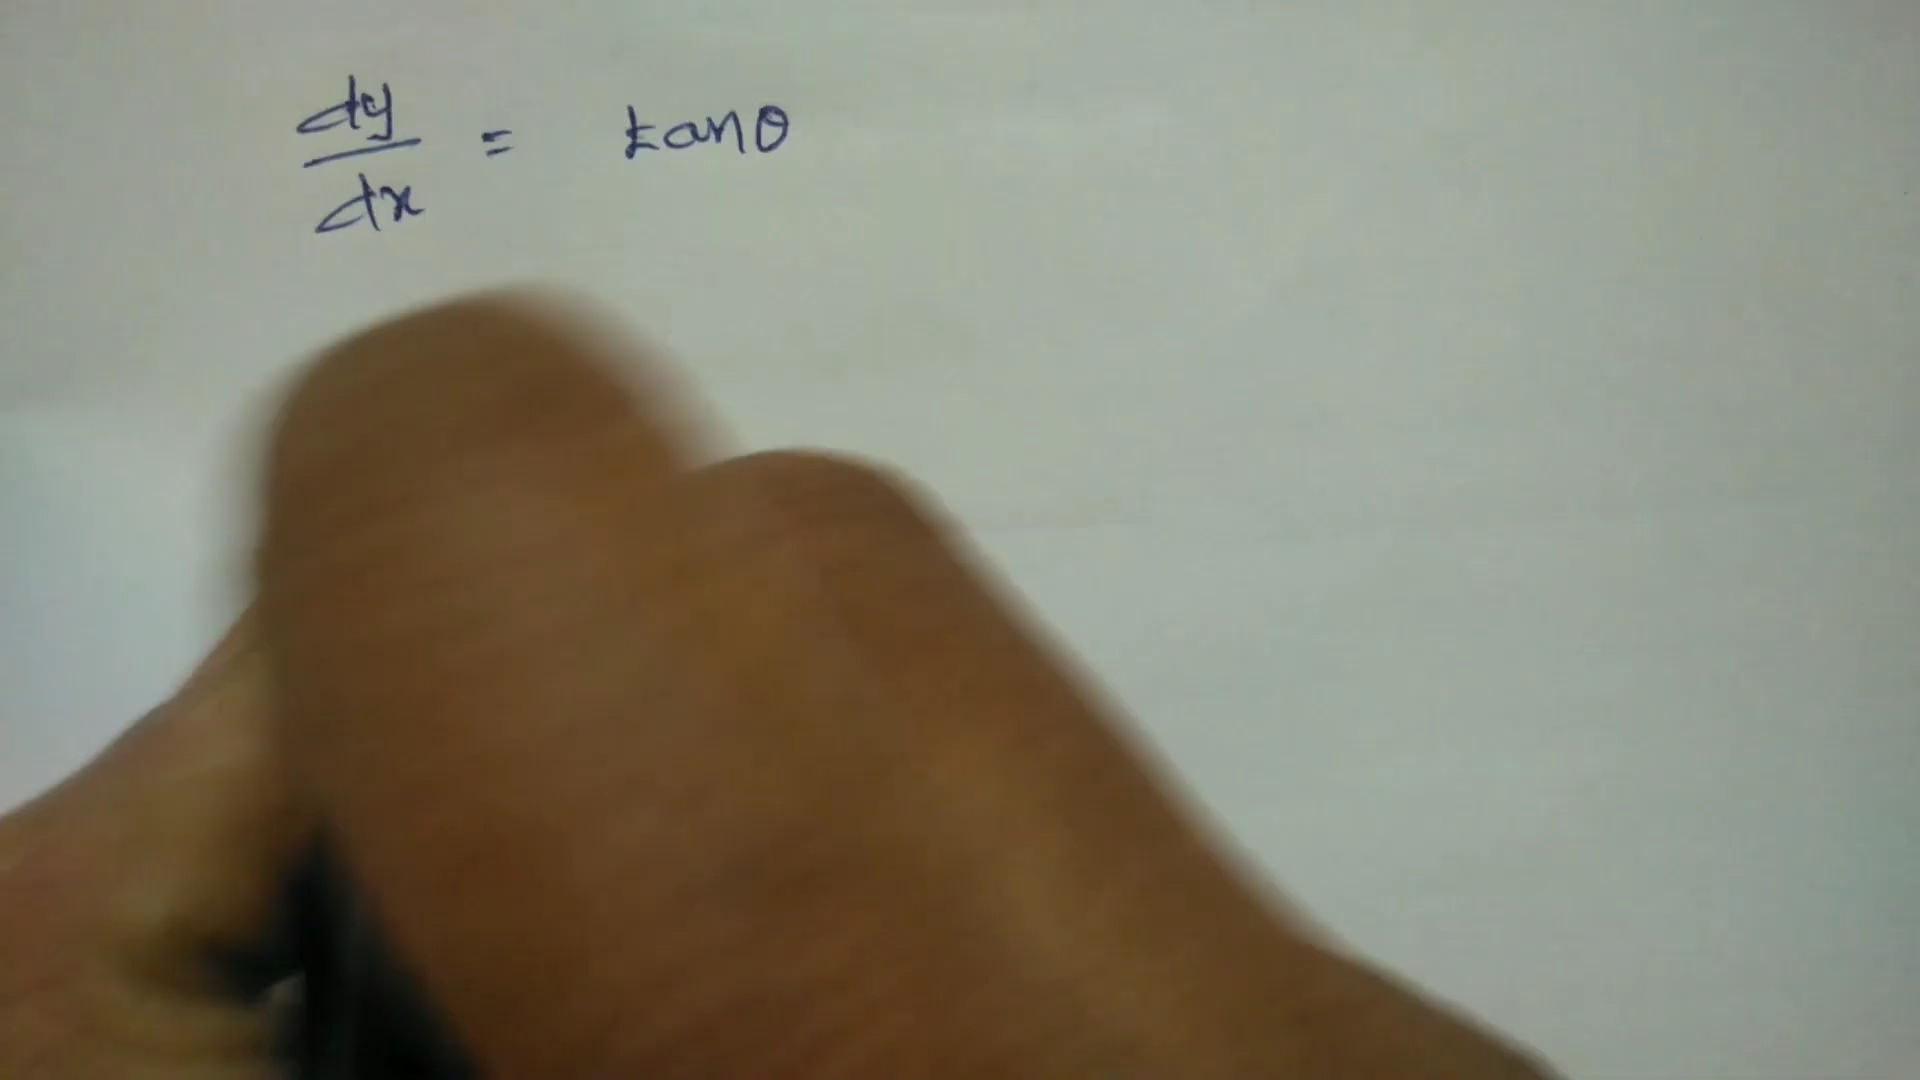 dy/dx = tanθ